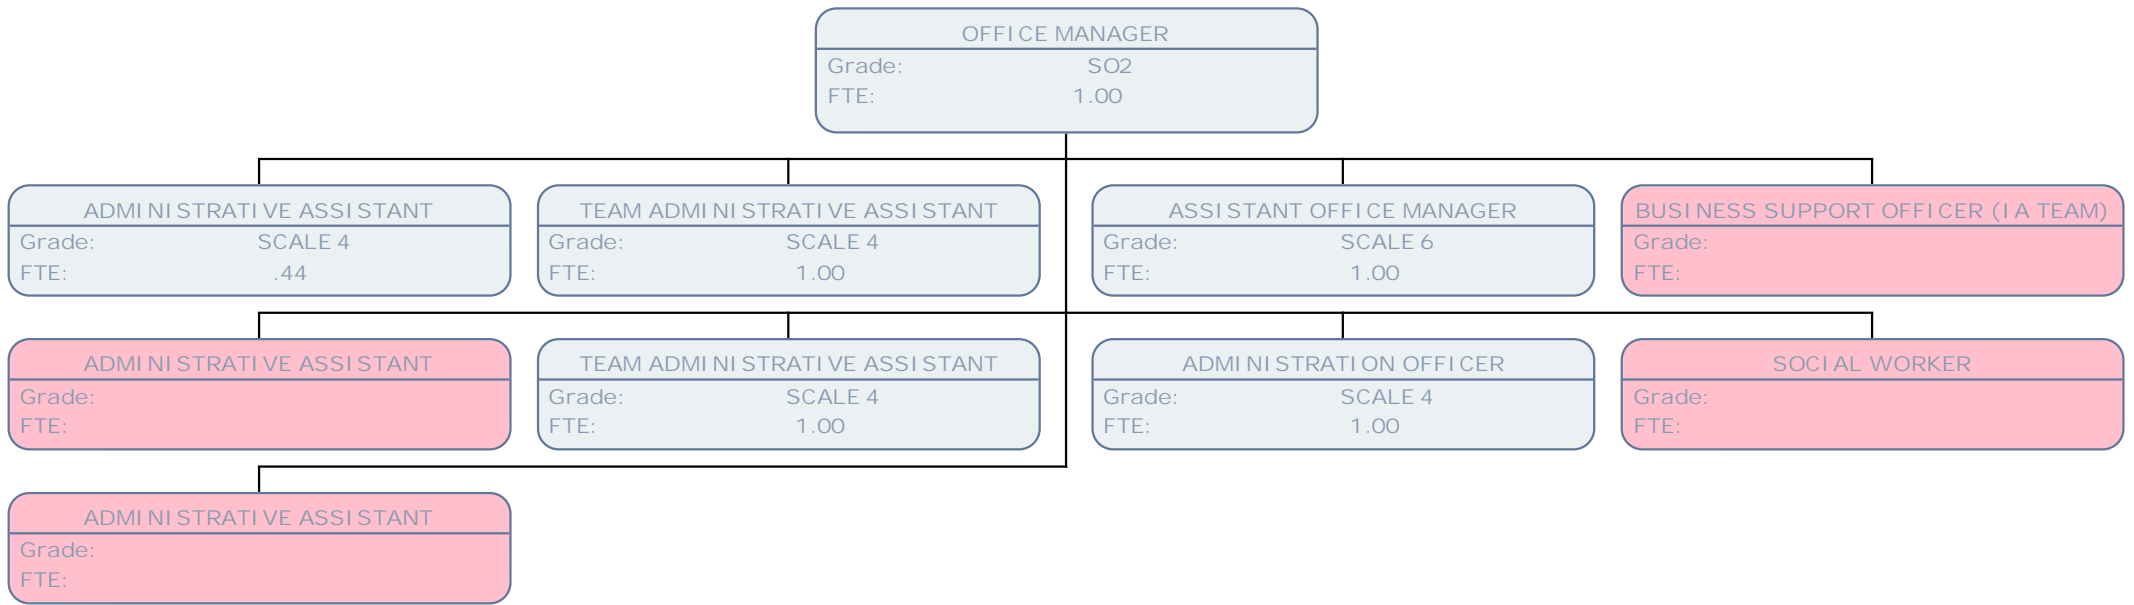 OFFICE MANAGER
Grade: SO2
FTE: 1.00
ADMINISTRATIVE ASSISTANT
Grade: SCALE 4
FTE: .44
TEAM ADMINISTRATIVE ASSISTANT
Grade: SCALE 4
FTE: 1.00
ASSISTANT OFFICE MANAGER
Grade: SCALE 6
FTE: 1.00
BUSINESS SUPPORT OFFICER (IA TEAM)
Grade:
FTE:
ADMINISTRATIVE ASSISTANT
Grade:
FTE:
TEAM ADMINISTRATIVE ASSISTANT
Grade: SCALE 4
FTE: 1.00
ADMINISTRATION OFFICER
Grade: SCALE 4
FTE: 1.00
SOCIAL WORKER
Grade:
FTE:
ADMINISTRATIVE ASSISTANT
Grade:
FTE: